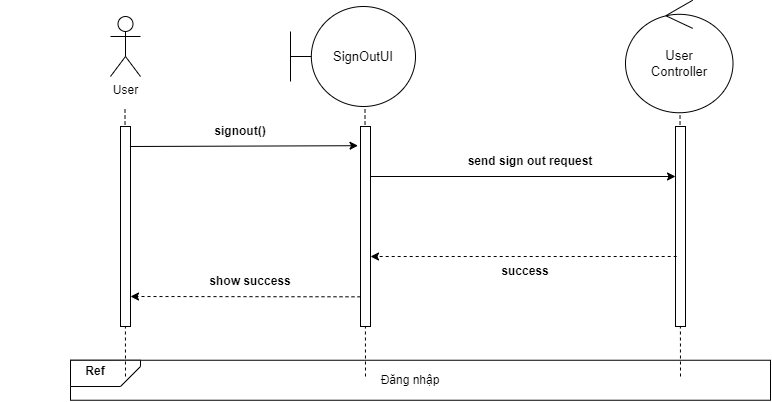 SignOutUI
User
Controller
User
signout()
send sign out request
success
show success
Ref
Đăng nhập